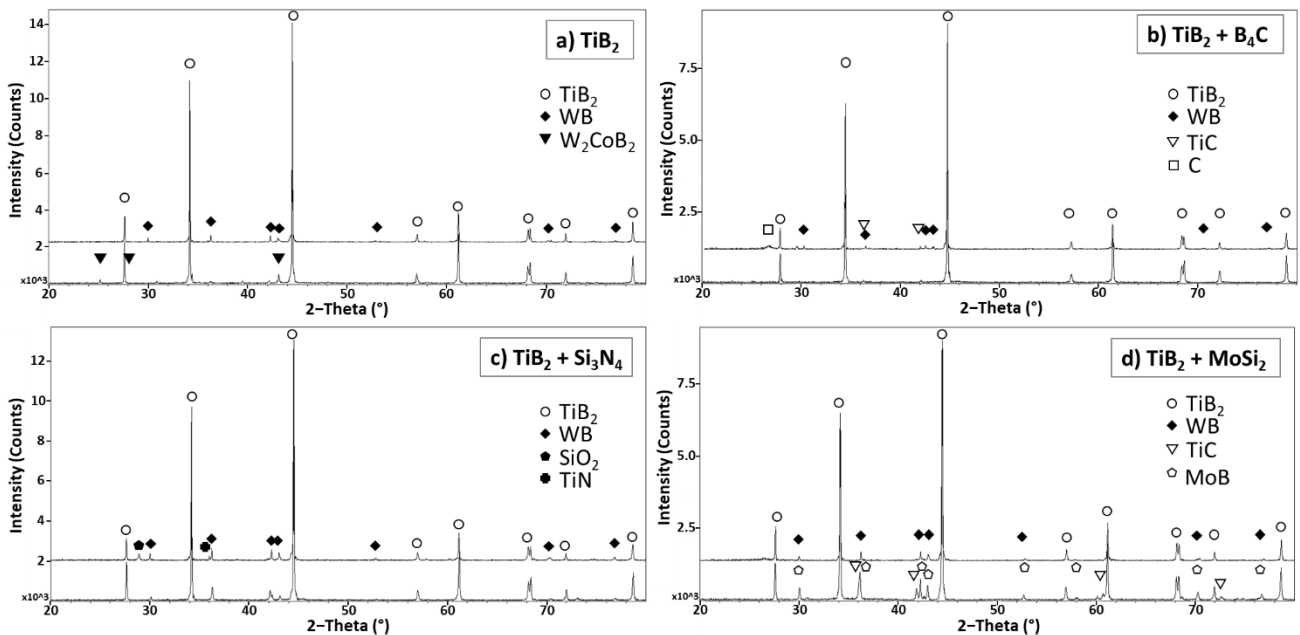 a) TiB₂
Intensity (Counts)
14
12
10
8
6
4
2
x10^3
TiB₂
WB
W₂CoB₂
20 30 40 50 60 70
2−Theta (°)
b) TiB₂ + B₄C
Intensity (Counts)
7.5
5.0
2.5
x10^3
TiB₂
WB
TiC
C
20 30 40 50 60 70
2−Theta (°)
c) TiB₂ + Si₃N₄
Intensity (Counts)
12
10
8
6
4
2
x10^3
TiB₂
WB
SiO₂
TiN
20 30 40 50 60 70
2−Theta (°)
d) TiB₂ + MoSi₂
Intensity (Counts)
7.5
5.0
2.5
x10^3
TiB₂
WB
TiC
MoB
20 30 40 50 60 70
2−Theta (°)